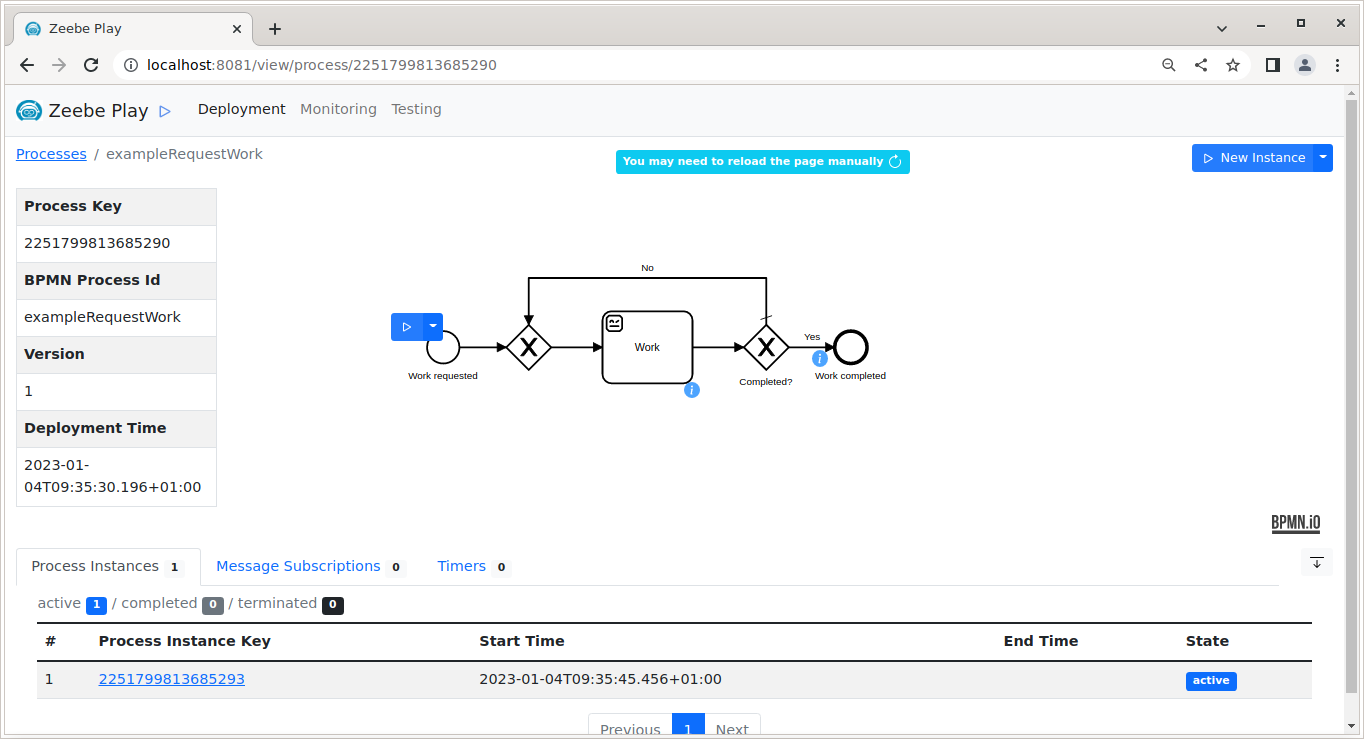 Zeebe Play
localhost:8081/view/process/2251799813685290
Zeebe Play Deployment Monitoring Testing
Processes / exampleRequestWork
You may need to reload the page manually
New Instance
Process Key
2251799813685290
BPMN Process Id
exampleRequestWork
Version
1
Deployment Time
2023-01-
04T09:35:30.196+01:00
No
Work requested
Work
Completed?
Yes
Work completed
BPMN.iO
Process Instances 1 Message Subscriptions 0 Timers 0
active 1 / completed 0 / terminated 0
# Process Instance Key Start Time End Time State
1 2251799813685293 2023-01-04T09:35:45.456+01:00 active
Previous 1 Next